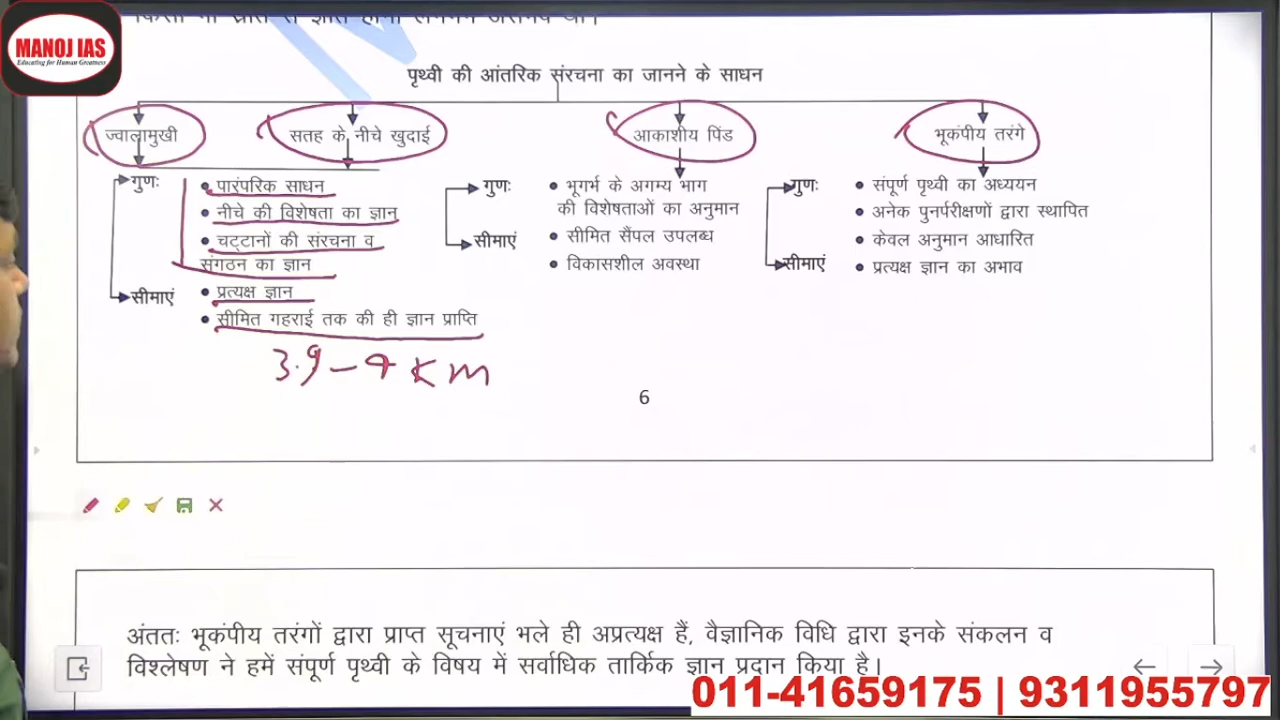 MANOJ IAS
Educating for Human Greatness
पृथ्वी की आंतरिक संरचना का जानने के साधन
ज्वालामुखी
सतह के नीचे खुदाई
आकाशीय पिंड
भूकंपीय तरंगे
गुणः
• पारंपरिक साधन
• नीचे की विशेषता का ज्ञान
• चट्टानों की संरचना व
संगठन का ज्ञान
सीमाएं
• प्रत्यक्ष ज्ञान
• सीमित गहराई तक की ही ज्ञान प्राप्ति
गुणः
• भूगर्भ के अगम्य भाग
की विशेषताओं का अनुमान
सीमाएं
• सीमित सैंपल उपलब्ध
• विकासशील अवस्था
गुणः
• संपूर्ण पृथ्वी का अध्ययन
• अनेक पुनर्परीक्षणों द्वारा स्थापित
• केवल अनुमान आधारित
सीमाएं
• प्रत्यक्ष ज्ञान का अभाव
Km
6
अंततः भूकंपीय तरंगों द्वारा प्राप्त सूचनाएं भले ही अप्रत्यक्ष हैं, वैज्ञानिक विधि द्वारा इनके संकलन व
विश्लेषण ने हमें संपूर्ण पृथ्वी के विषय में सर्वाधिक तार्किक ज्ञान प्रदान किया है।
011-41659175 | 9311955797